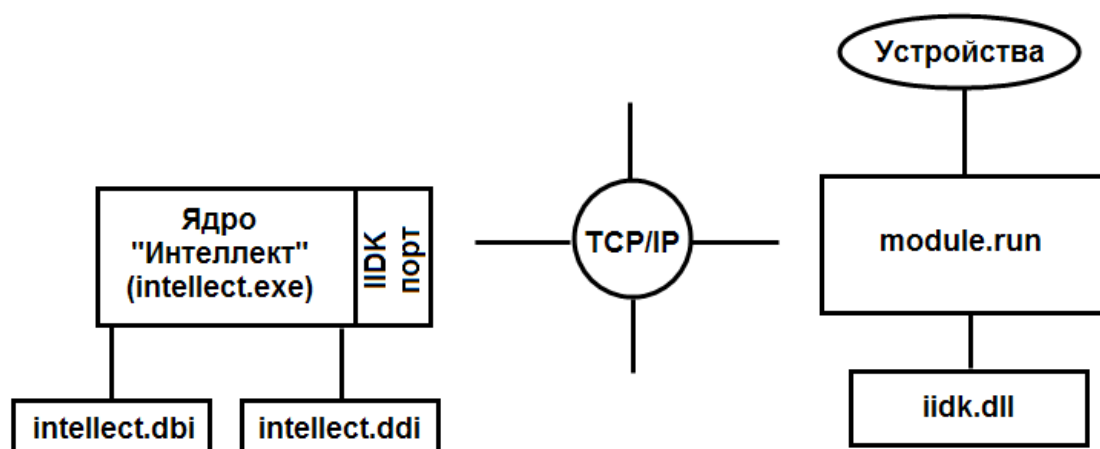 Устройства
Ядро
"Интеллект"
(intellect.exe)
IIDK
порт
TCP/IP
module.run
intellect.dbi
intellect.ddi
iidk.dll